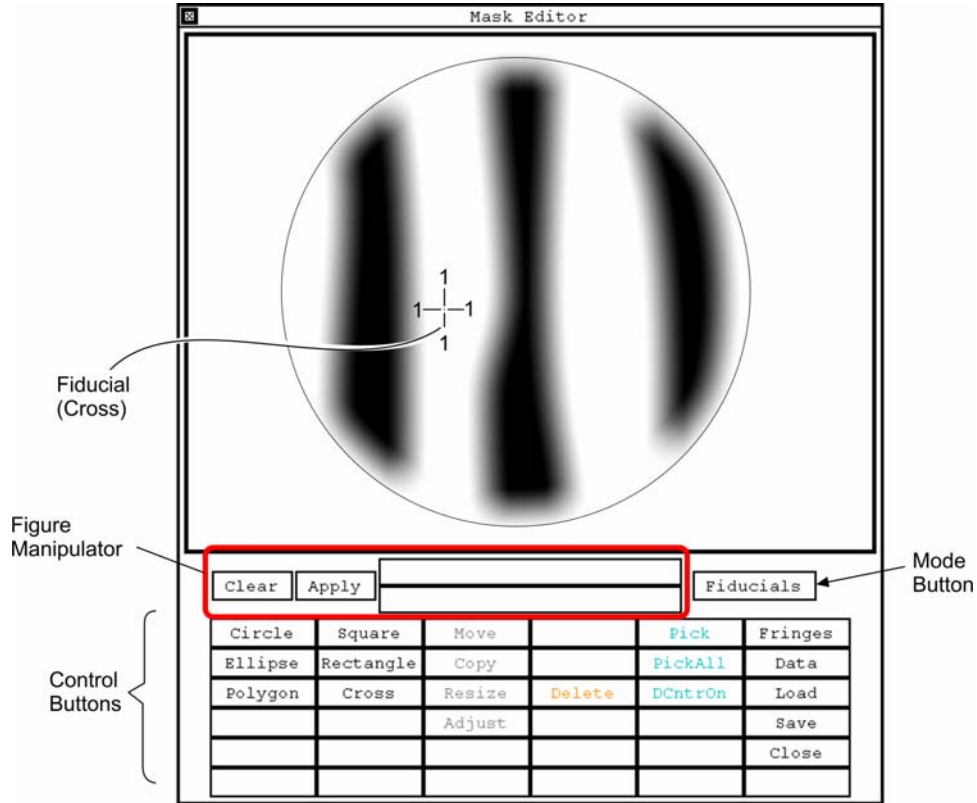 Mask Editor
1
1 1
1
Fiducial
(Cross)
Figure
Manipulator
Clear Apply Fiducials
Mode
Button
Control
Buttons
Circle Square Move Pick Fringes
Ellipse Rectangle Copy PickAll Data
Polygon Cross Resize Delete DCntrOn Load
Adjust Save
Close